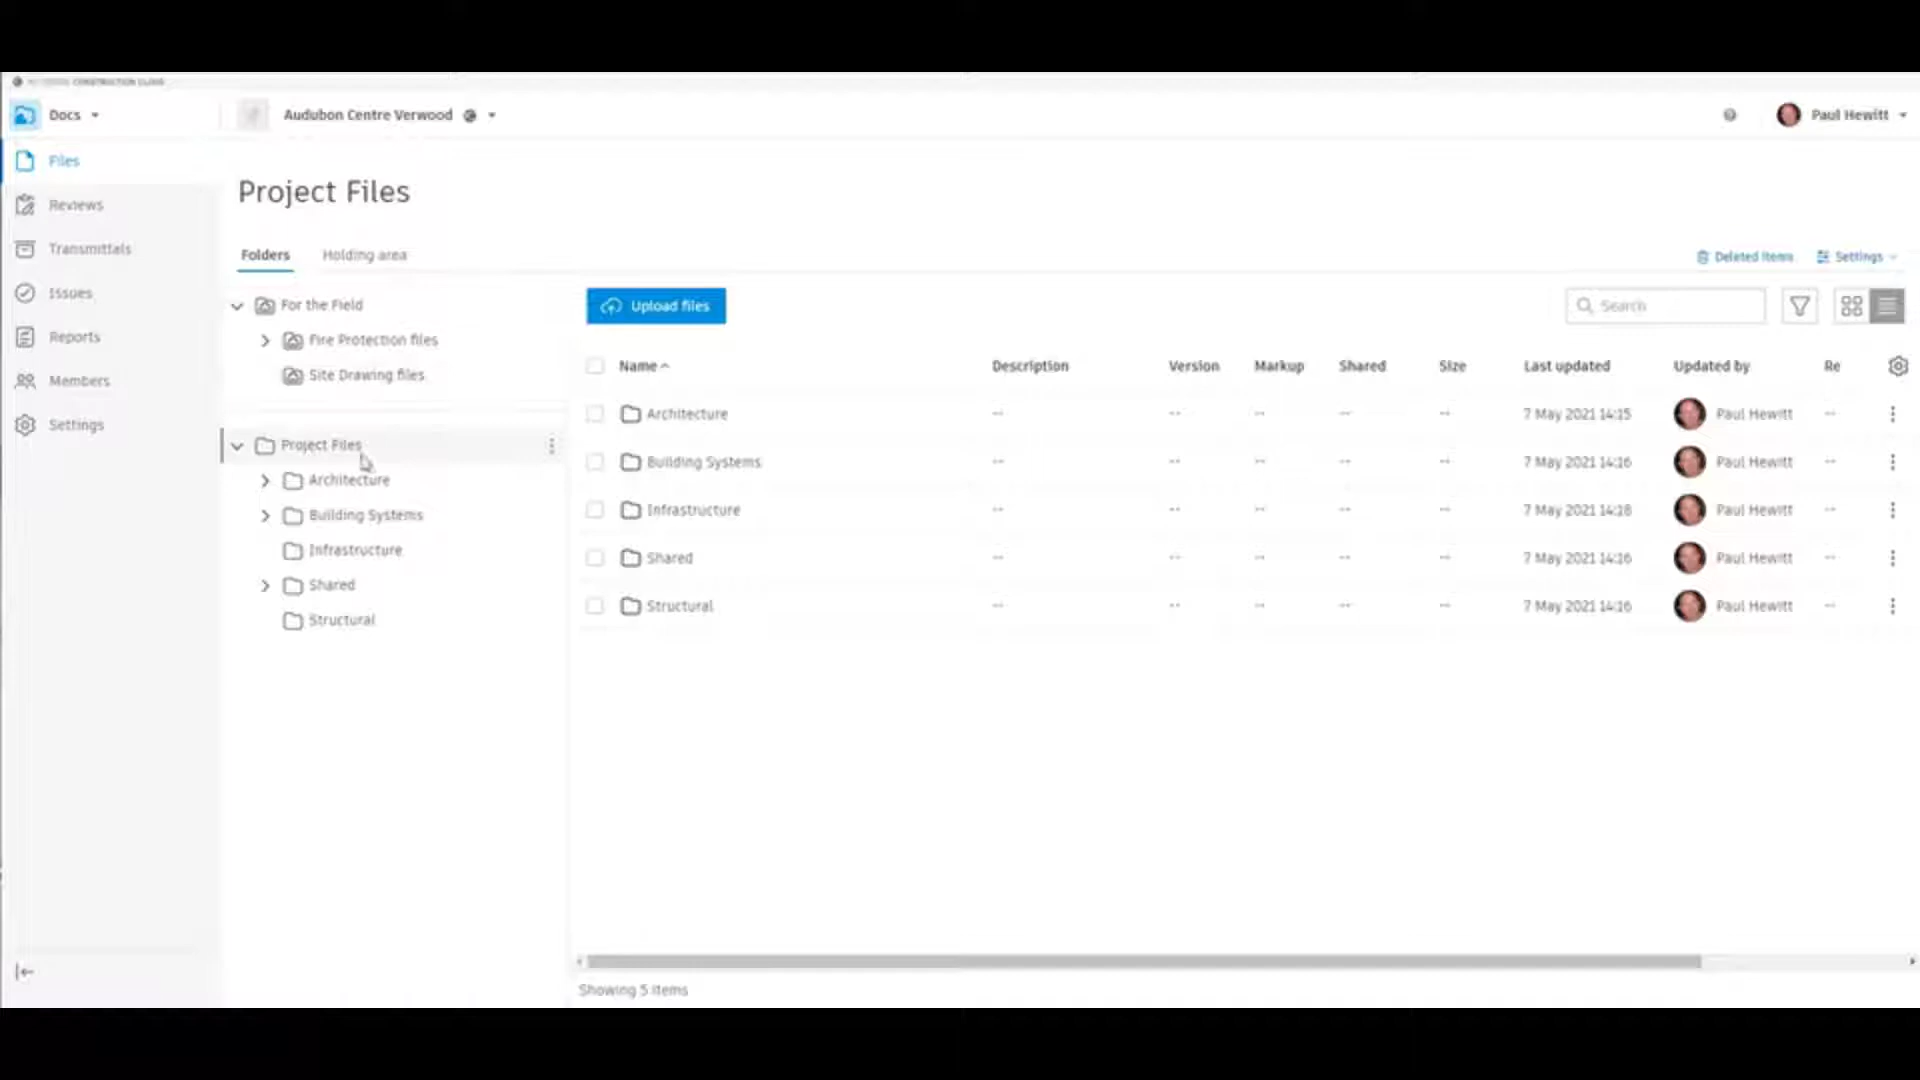 CONSTRUCTION CLOUD
Docs
Audubon Centre Verwood
Paul Hewitt
Files
Reviews
Transmittals
Issues
Reports
Members
Settings
Project Files
Folders
Holding area
Deleted items
Settings
For the Field
Fire Protection files
Site Drawing files
Project Files
Architecture
Building Systems
Infrastructure
Shared
Structural
Upload files
Search
Name Description Version Markup Shared Size Last updated Updated by Re
Architecture -- -- -- -- -- 7 May 2021 14:15 Paul Hewitt --
Building Systems -- -- -- -- -- 7 May 2021 14:16 Paul Hewitt --
Infrastructure -- -- -- -- -- 7 May 2021 14:18 Paul Hewitt --
Shared -- -- -- -- -- 7 May 2021 14:16 Paul Hewitt --
Structural -- -- -- -- -- 7 May 2021 14:16 Paul Hewitt --
Showing 5 items